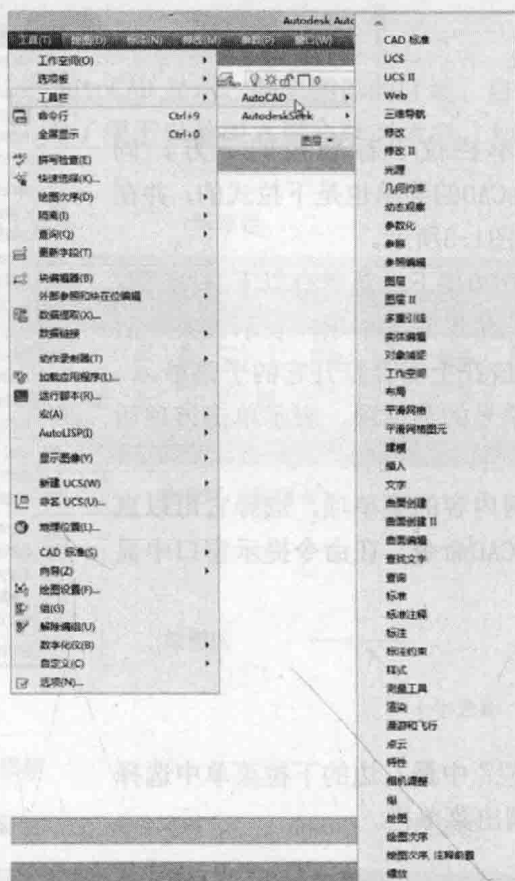 Autodesk Auto
工具(T)
工作空间(O)
选项板
工具栏
命令行 Ctrl+9
全屏显示 Ctrl+0
拼写检查(E)
快速选择(K)...
绘图次序(D)
隔离(I)
查询(Q)
更新字段(T)
块编辑器(B)
外部参照和块在位编辑
数据提取(X)...
数据链接
动作录制器(T)
加载应用程序(L)...
运行脚本(R)...
宏(A)
AutoLISP(I)
显示图像(Y)
新建 UCS(W)
命名 UCS(U)...
地理位置(L)...
CAD 标准(S)
向导(Z)
绘图设置(F)...
组(G)
解除编组(U)
数字化仪(B)
自定义(C)
选项(N)...
AutoCAD
AutodeskSeek
图层
CAD 标准
UCS
UCS II
Web
三维导航
修改
修改 II
光源
几何约束
动态观察
参数化
参照
参照编辑
图层
图层 II
多重引线
实体编辑
对象捕捉
工作空间
布局
平滑网格
平滑网格图元
建模
插入
文字
曲面创建
曲面创建 II
曲面编辑
查找文字
查询
标准
标准注释
标注
标注约束
样式
测量工具
渲染
漫游和飞行
点云
特性
相机调整
组
绘图
绘图次序
绘图次序, 注释前置
缩放